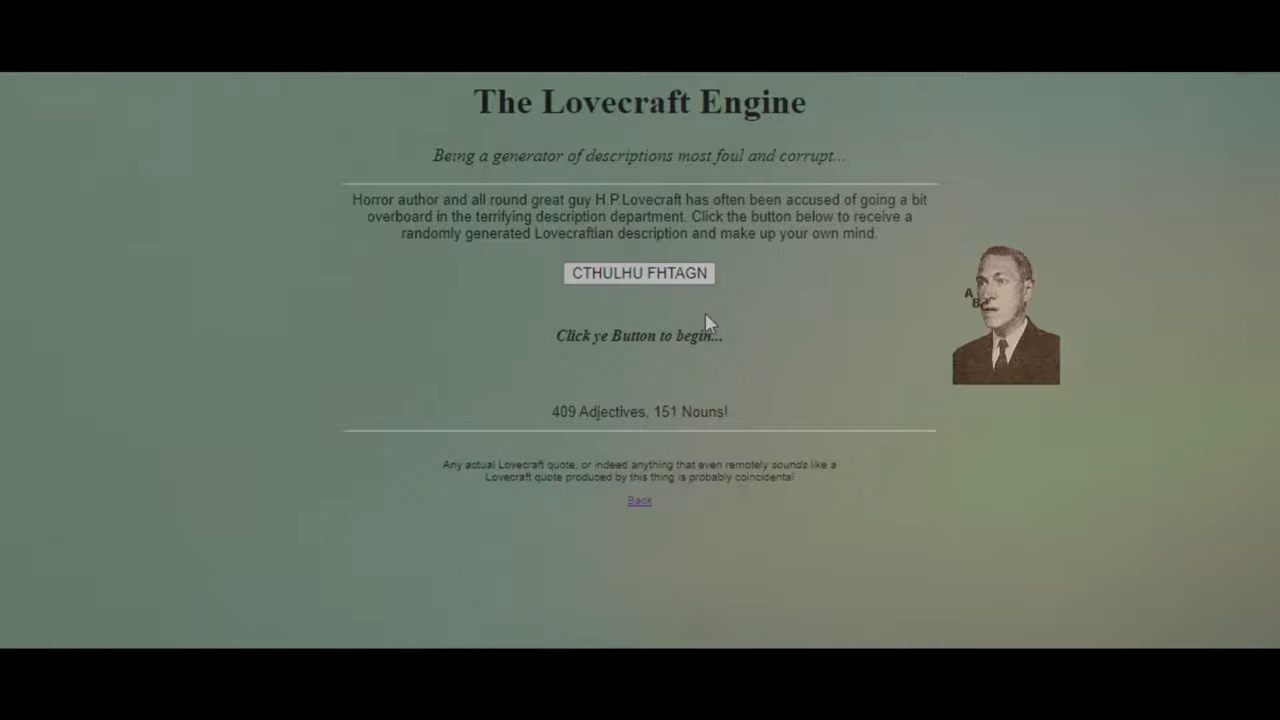 The Lovecraft Engine
Being a generator of descriptions most foul and corrupt...
Horror author and all round great guy H.P.Lovecraft has often been accused of going a bit
overboard in the terrifying description department. Click the button below to receive a
randomly generated Lovecraftian description and make up your own mind.
CTHULHU FHTAGN
A
B
Click ye Button to begin...
409 Adjectives, 151 Nouns!
Any actual Lovecraft quote, or indeed anything that even remotely sounds like a
Lovecraft quote produced by this thing is probably coincidental
Back